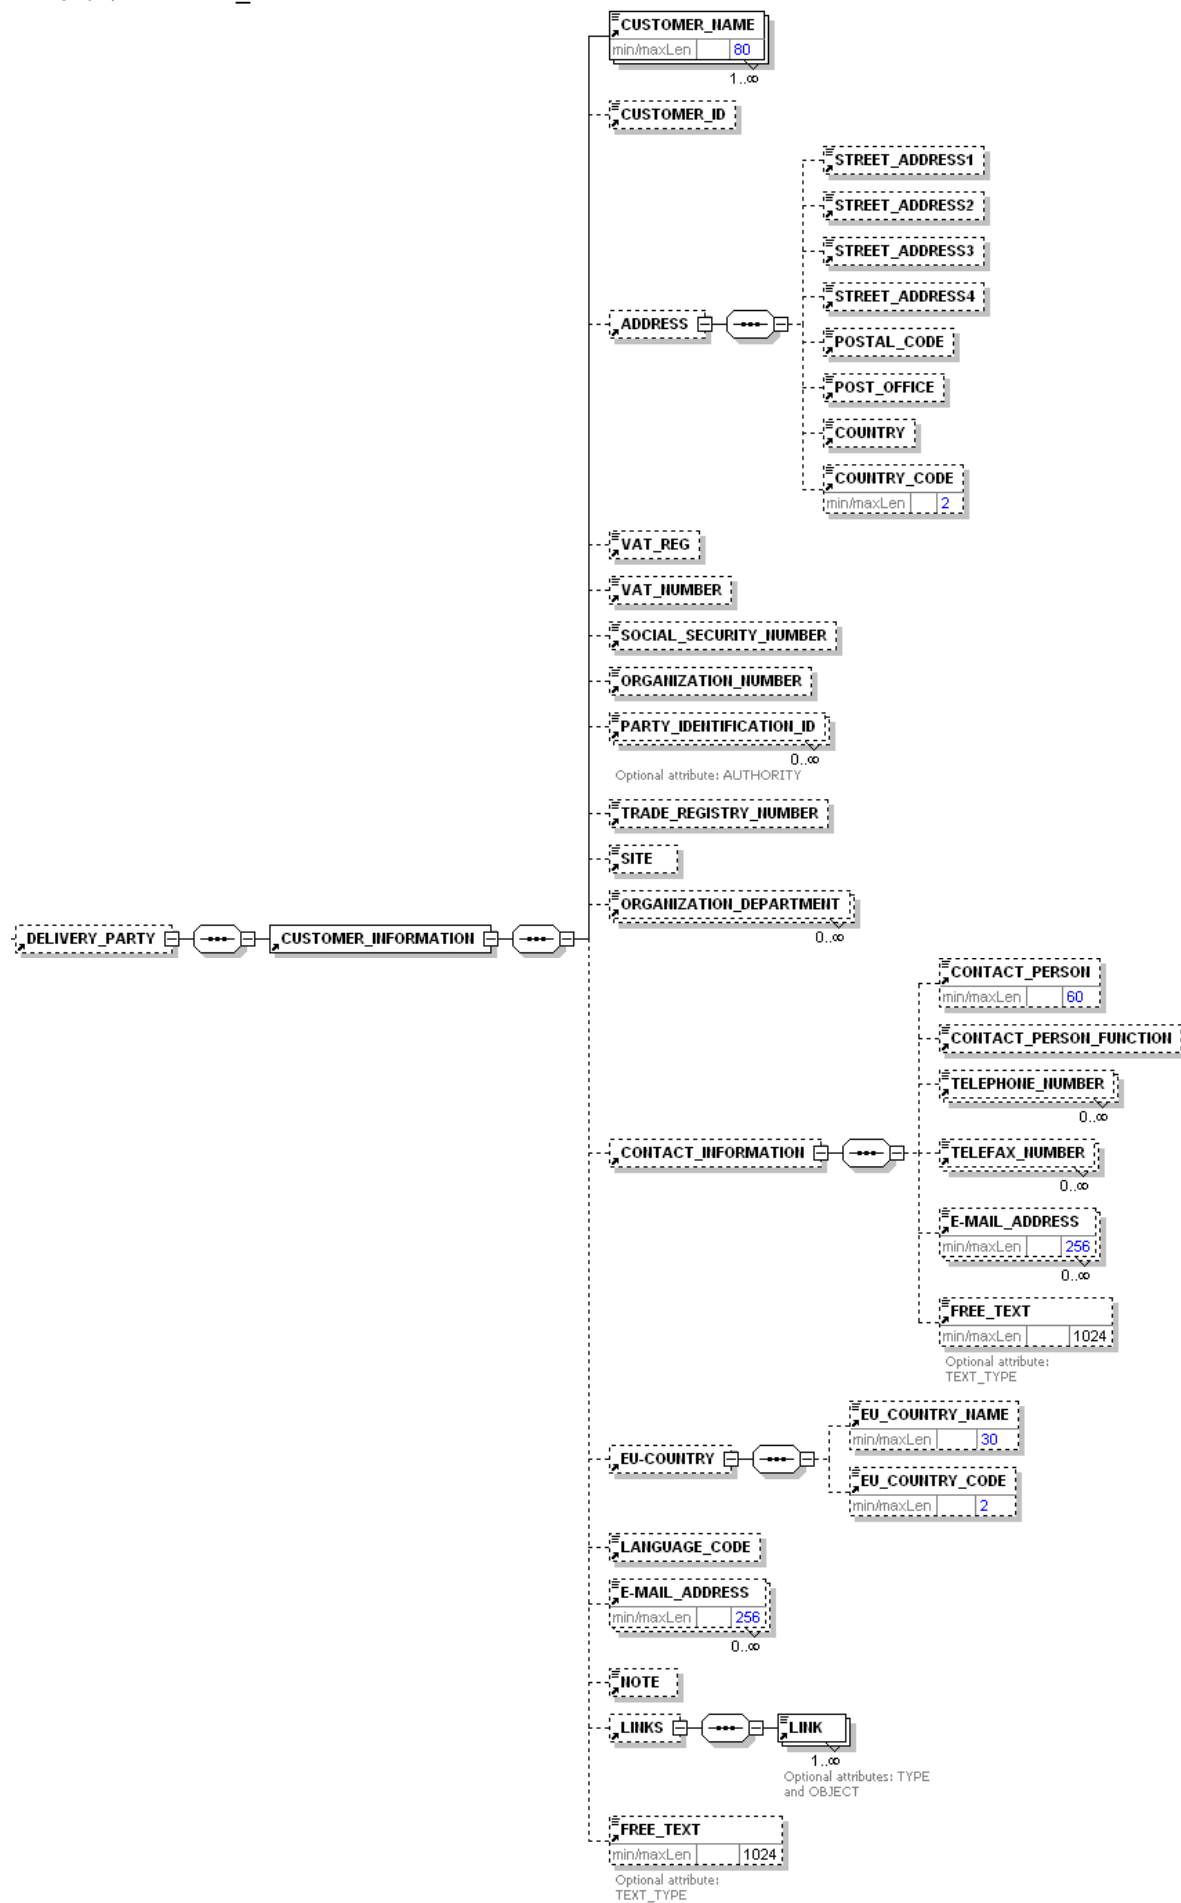 CUSTOMER_NAME
min/maxLen 80
1..∞
CUSTOMER_ID
STREET_ADDRESS1
STREET_ADDRESS2
STREET_ADDRESS3
STREET_ADDRESS4
ADDRESS
POSTAL_CODE
POST_OFFICE
COUNTRY
COUNTRY_CODE
min/maxLen 2
VAT_REG
VAT_NUMBER
SOCIAL_SECURITY_NUMBER
ORGANIZATION_NUMBER
PARTY_IDENTIFICATION_ID
0..∞
Optional attribute: AUTHORITY
TRADE_REGISTRY_NUMBER
SITE
ORGANIZATION_DEPARTMENT
0..∞
DELIVERY_PARTY
CUSTOMER_INFORMATION
CONTACT_PERSON
min/maxLen 60
CONTACT_PERSON_FUNCTION
TELEPHONE_NUMBER
0..∞
CONTACT_INFORMATION
TELEFAX_NUMBER
0..∞
E-MAIL_ADDRESS
min/maxLen 256
0..∞
FREE_TEXT
min/maxLen 1024
Optional attribute:
TEXT_TYPE
EU_COUNTRY_NAME
min/maxLen 30
EU-COUNTRY
EU_COUNTRY_CODE
min/maxLen 2
LANGUAGE_CODE
E-MAIL_ADDRESS
min/maxLen 256
0..∞
NOTE
LINKS
LINK
1..∞
Optional attributes: TYPE
and OBJECT
FREE_TEXT
min/maxLen 1024
Optional attribute:
TEXT_TYPE